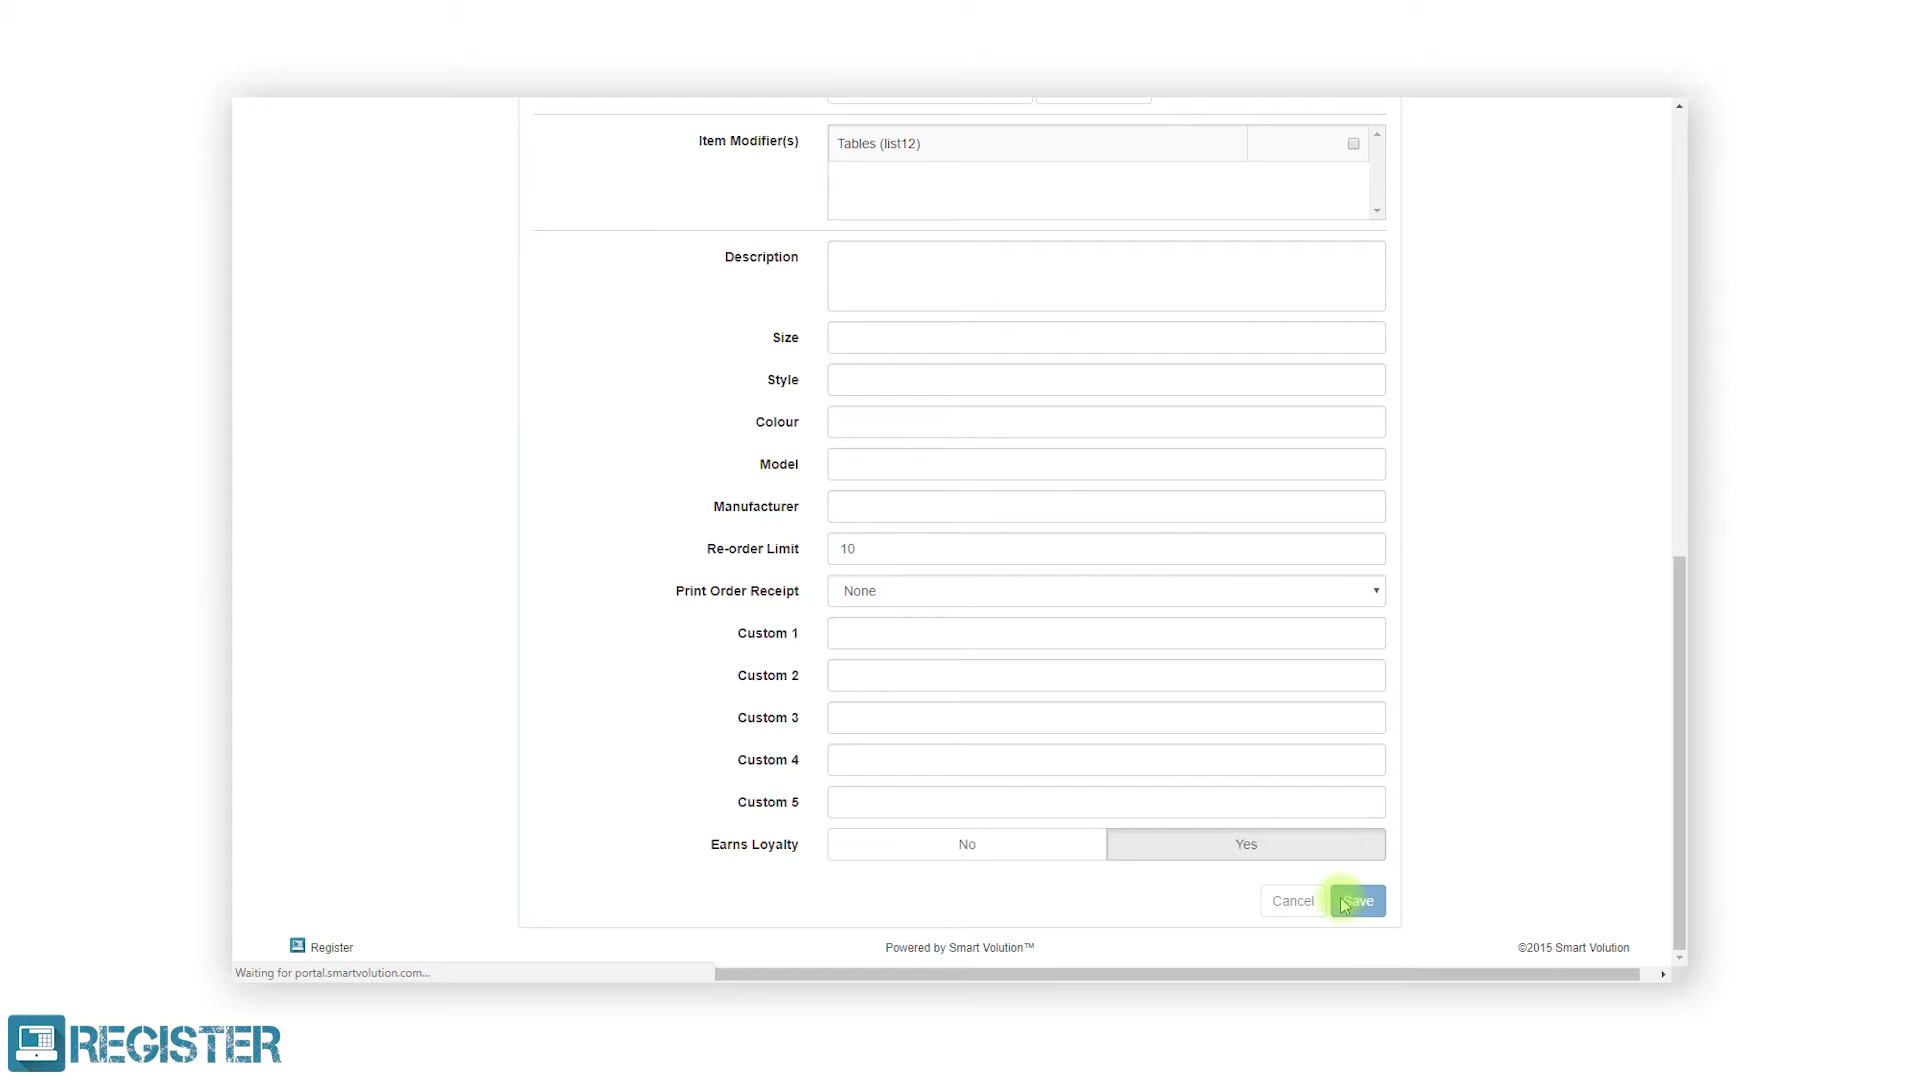 Item Modifier(s)
Tables (list12)
Description
Size
Style
Colour
Model
Manufacturer
Re-order Limit 10
Print Order Receipt None
Custom 1
Custom 2
Custom 3
Custom 4
Custom 5
Earns Loyalty No Yes
Cancel Save
Register Powered by Smart Volution™ ©2015 Smart Volution
Waiting for portal.smartvolution.com...
REGISTER